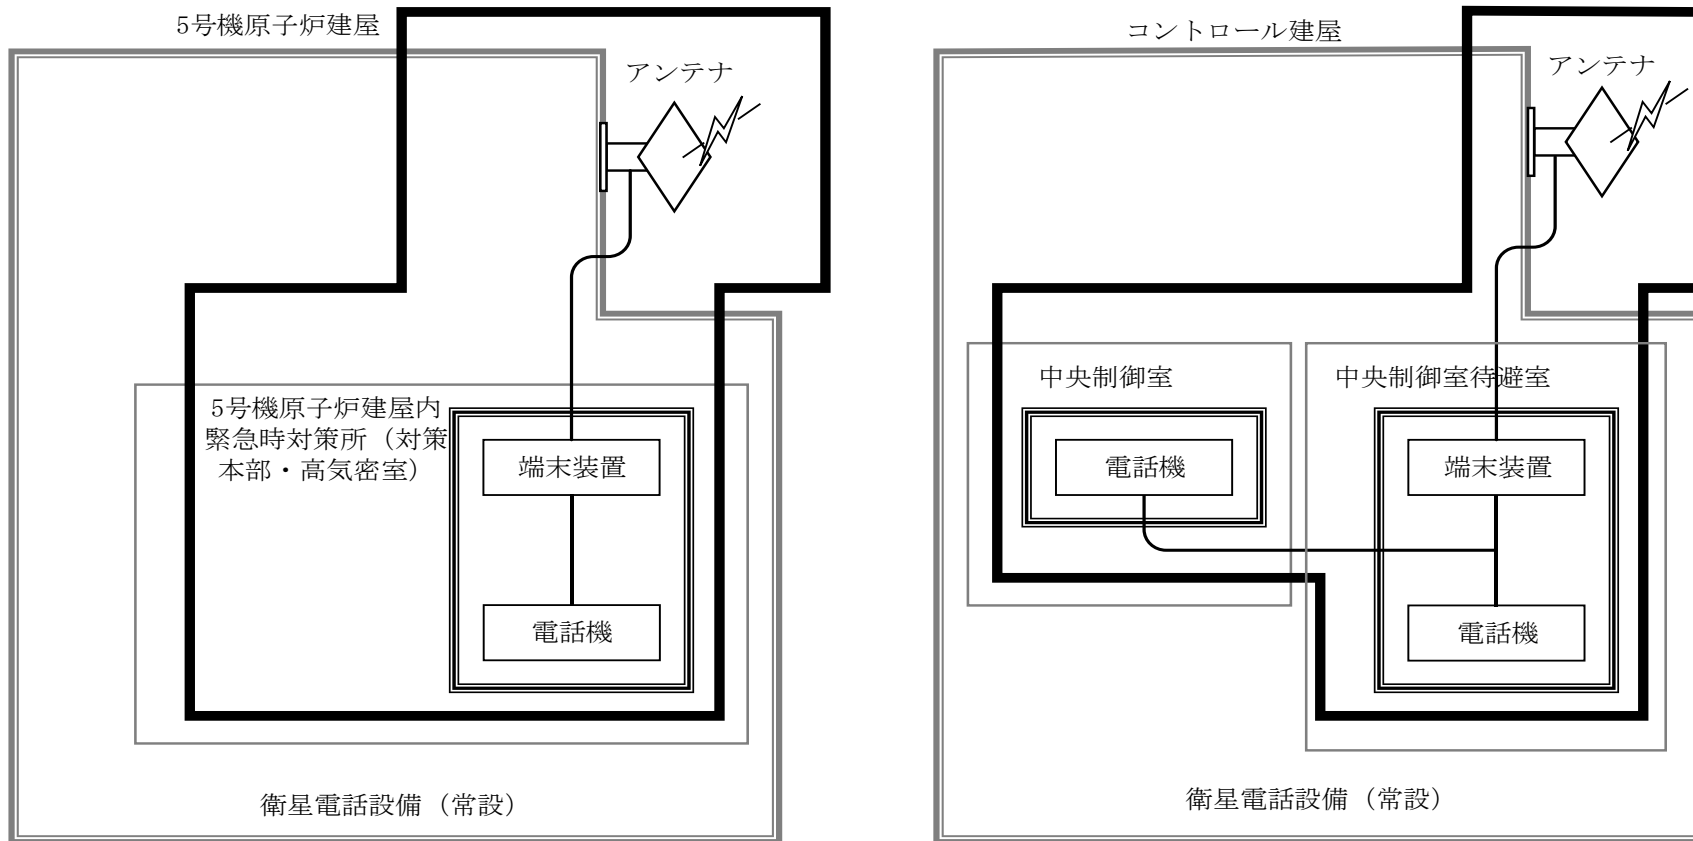 5号機原子炉建屋
アンテナ
5号機原子炉建屋内
緊急時対策所（対策
本部・高気密室）
端末装置
電話機
衛星電話設備（常設）
コントロール建屋
アンテナ
中央制御室
中央制御室待避室
電話機
端末装置
電話機
衛星電話設備（常設）